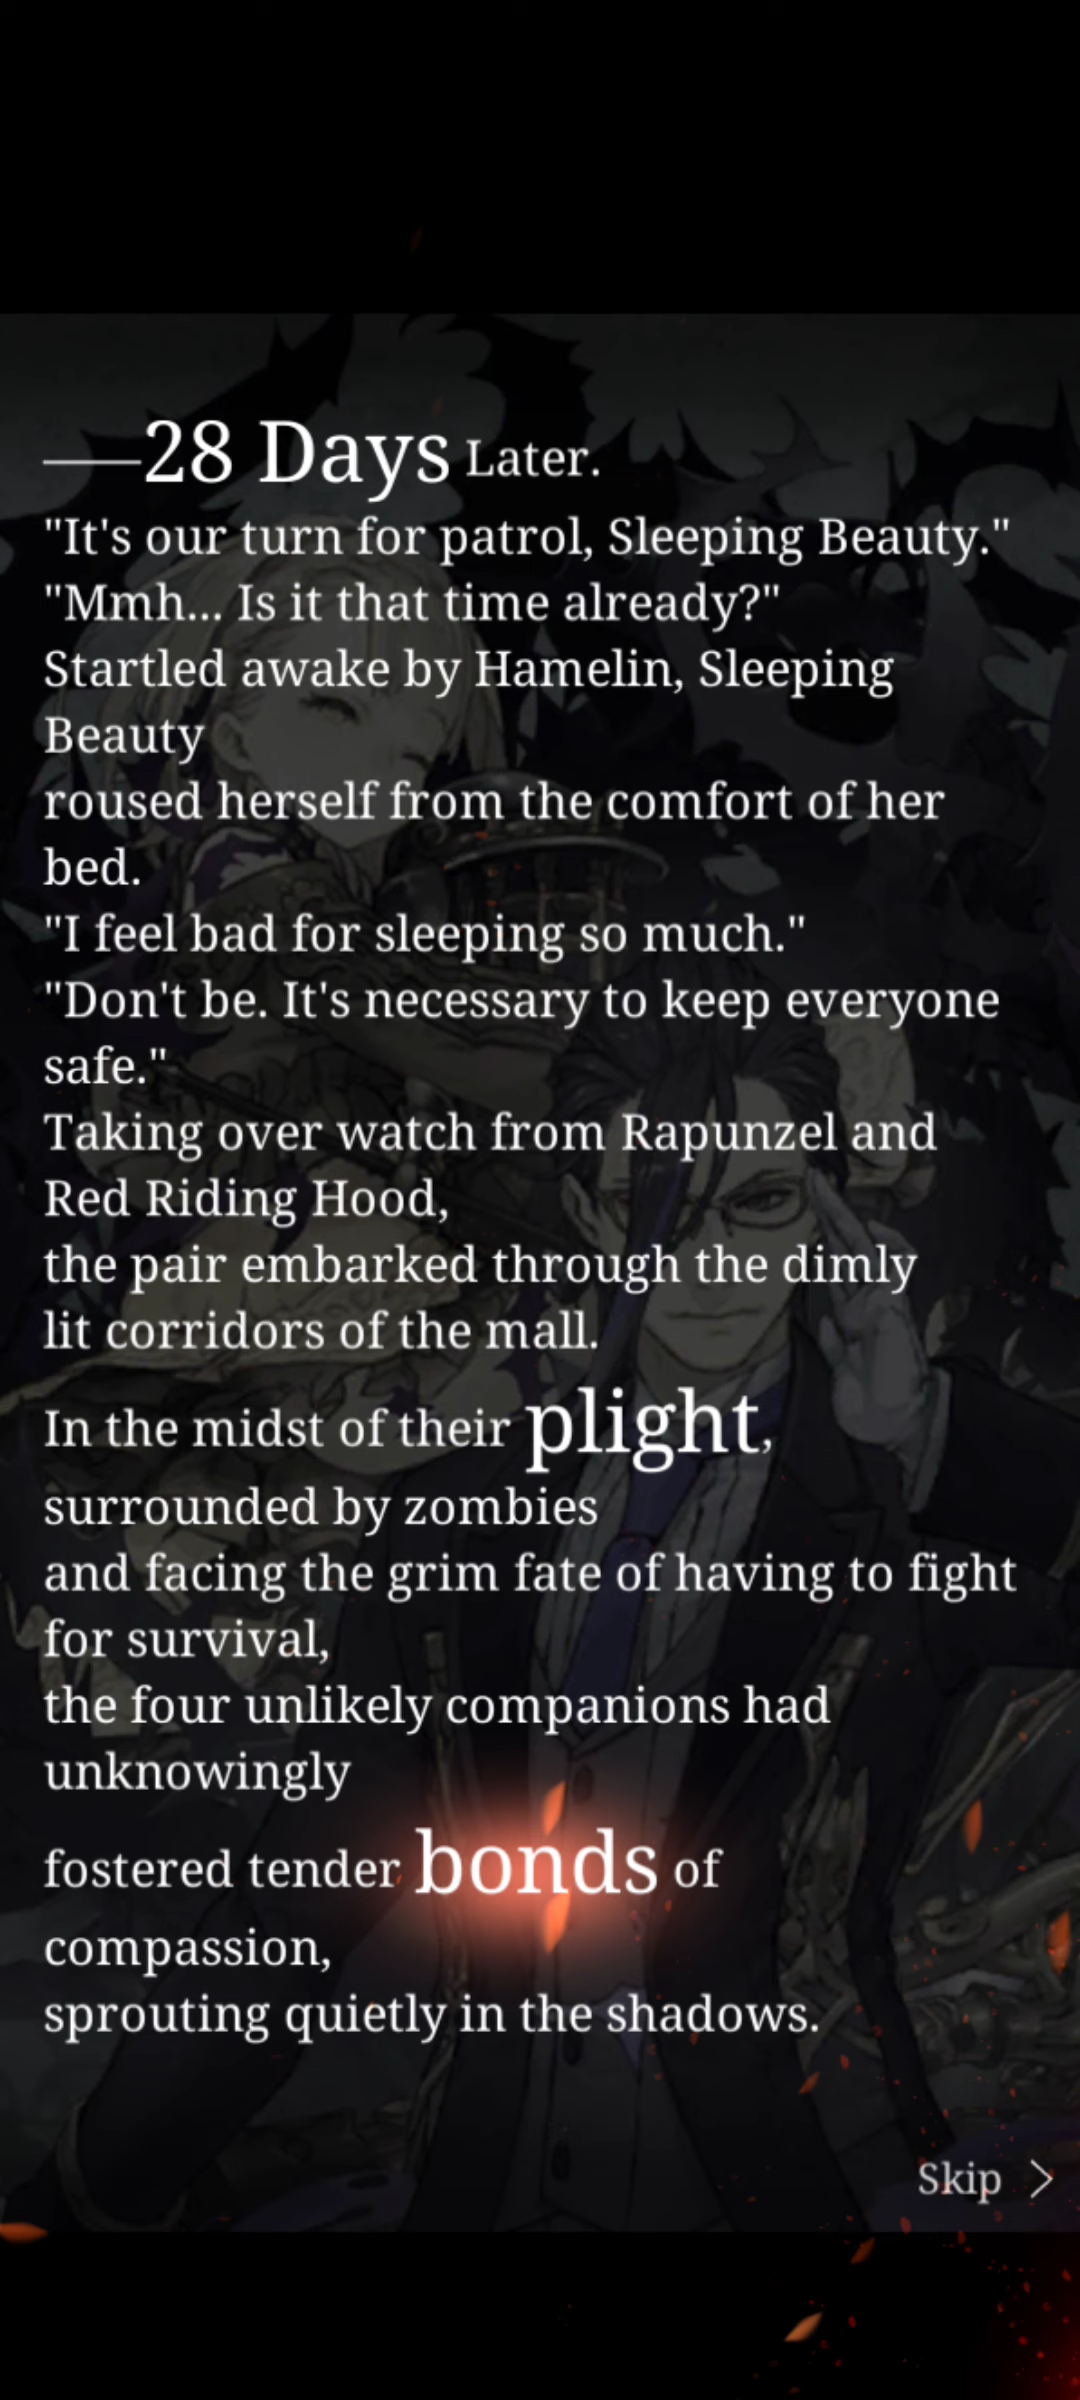 ——28 Days Later.
"It's our turn for patrol, Sleeping Beauty."
"Mmh... Is it that time already?"
Startled awake by Hamelin, Sleeping
Beauty
roused herself from the comfort of her
bed.
"I feel bad for sleeping so much."
"Don't be. It's necessary to keep everyone
safe."
Taking over watch from Rapunzel and
Red Riding Hood,
the pair embarked through the dimly
lit corridors of the mall.
In the midst of their plight,
surrounded by zombies
and facing the grim fate of having to fight
for survival,
the four unlikely companions had
unknowingly
fostered tender bonds of
compassion,
sprouting quietly in the shadows.
Skip >